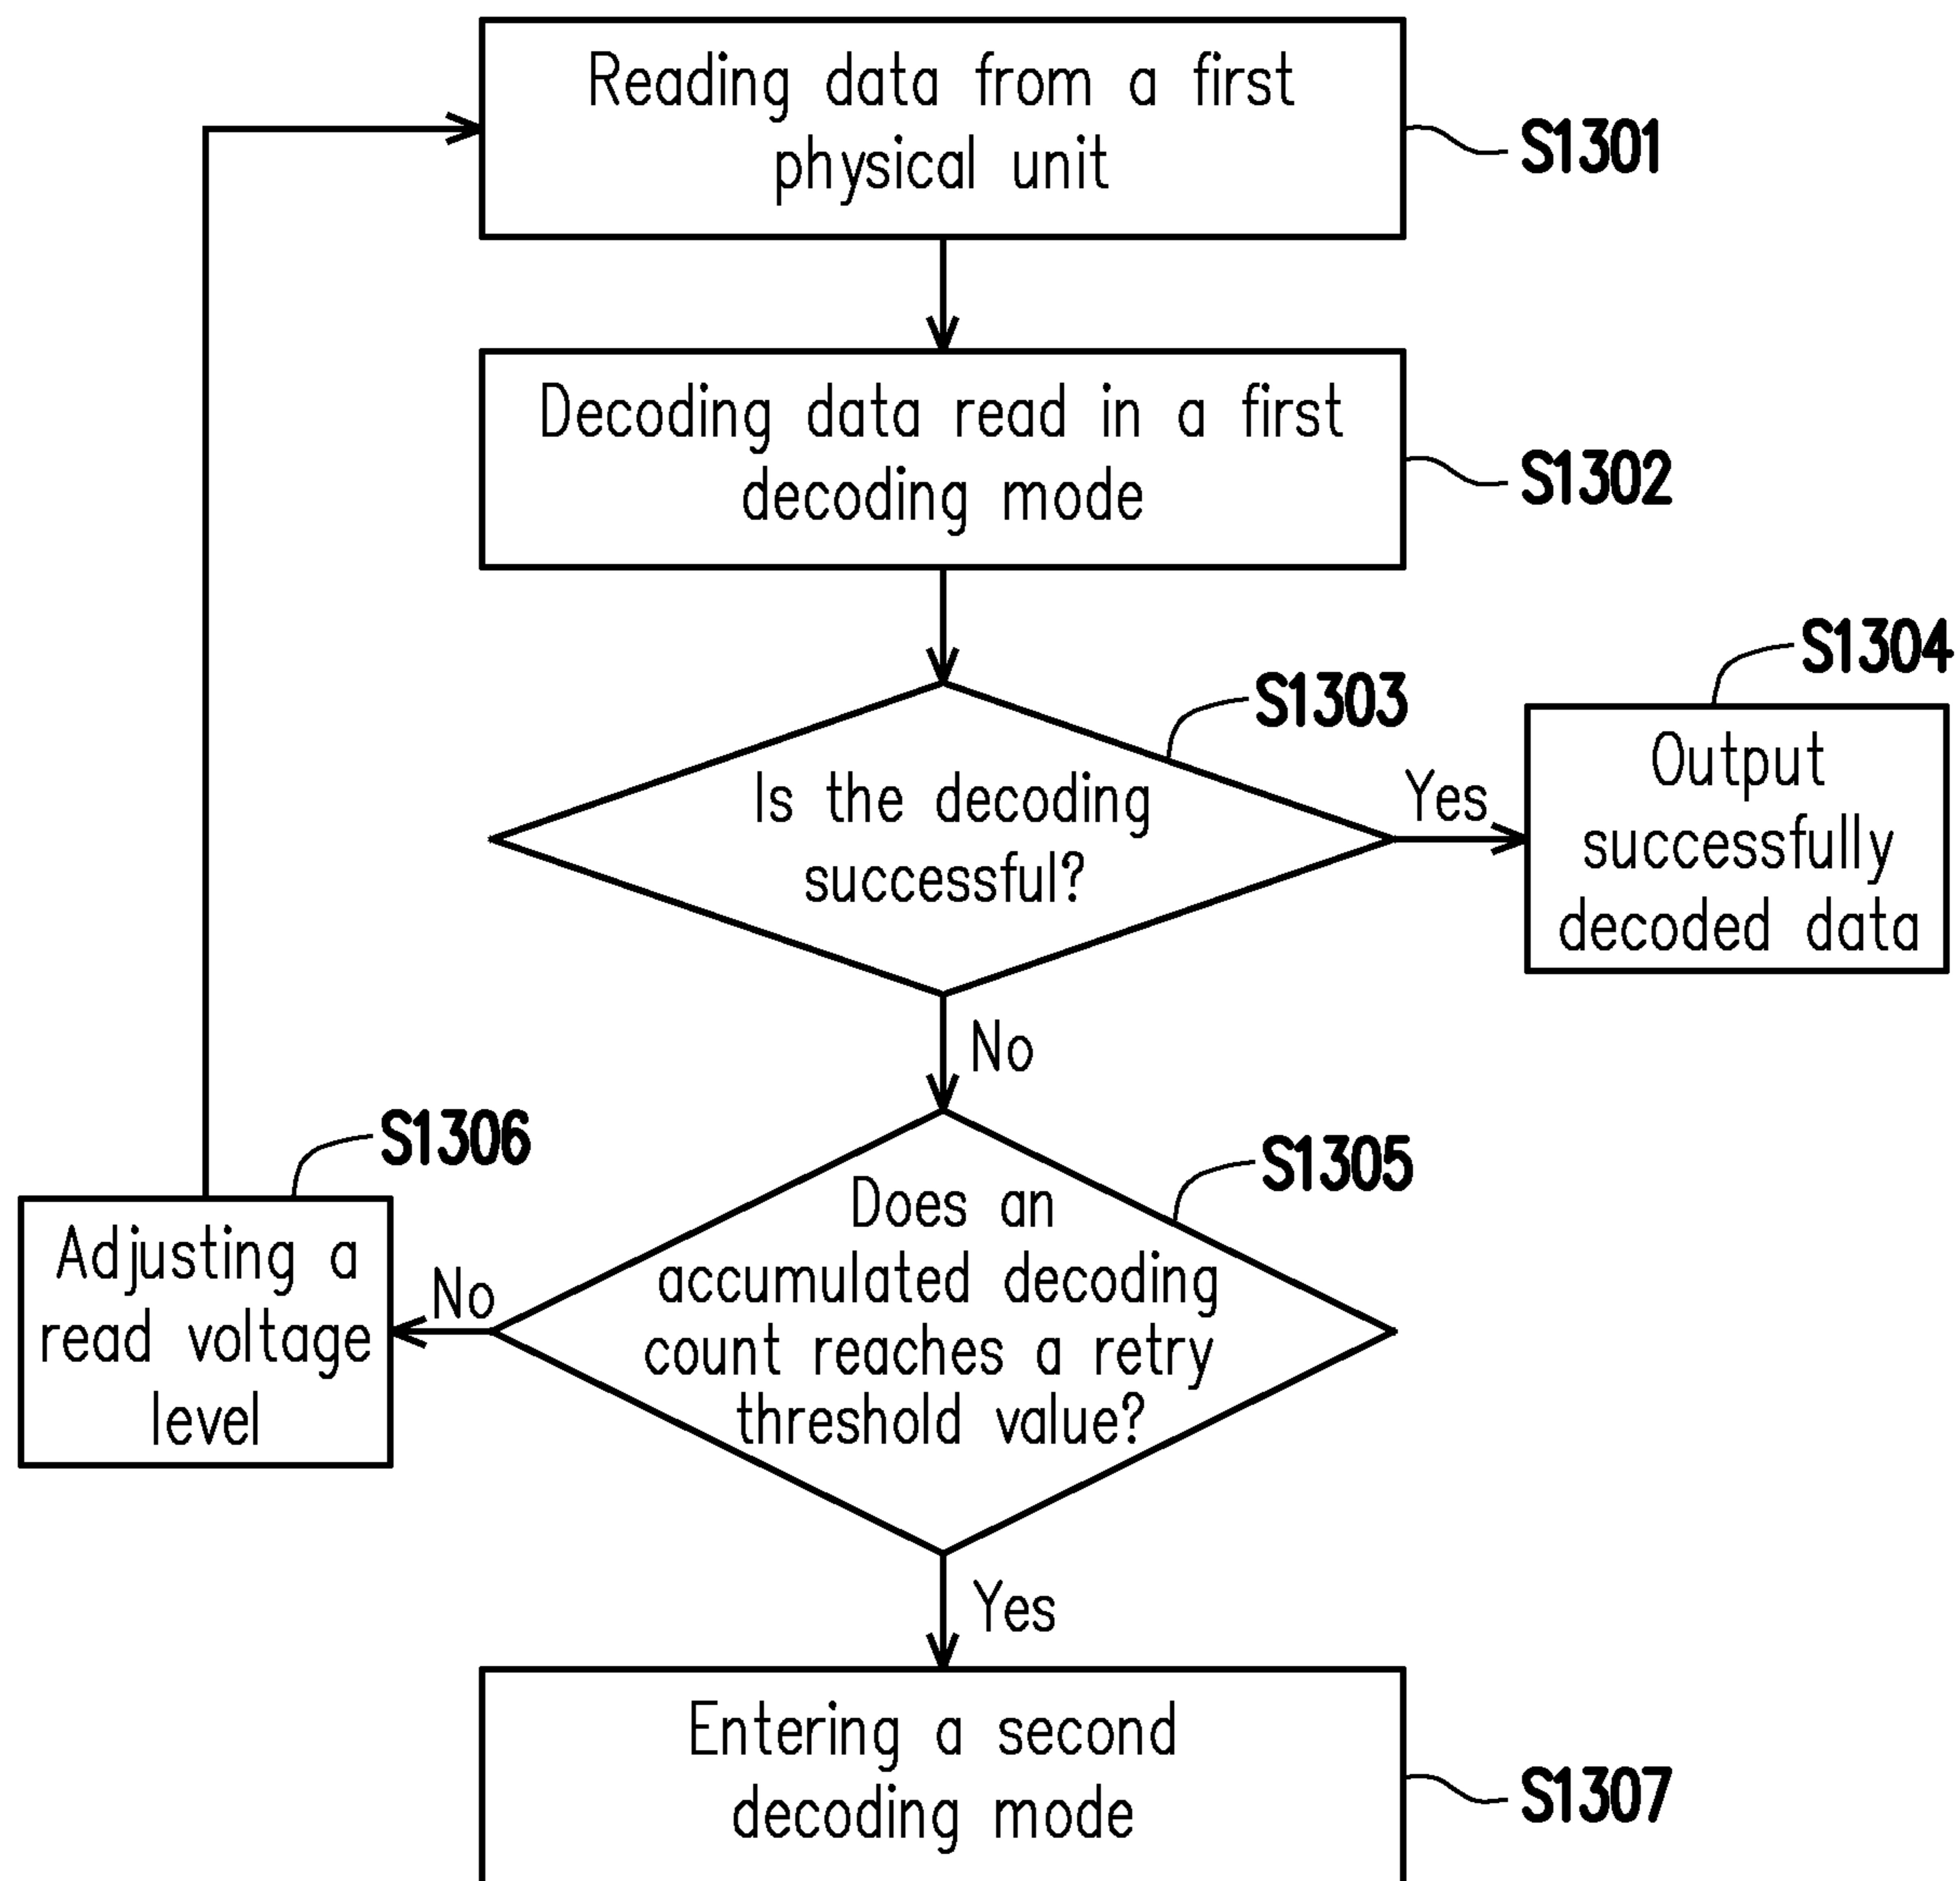 Reading data from a first
physical unit
S1301
Decoding data read in a first
decoding mode
S1302
S1303
Is the decoding
successful?
Yes
S1304
Output
successfully
decoded data
No
S1305
Does an
accumulated decoding
count reaches a retry
threshold value?
No
S1306
Adjusting a
read voltage
level
Yes
Entering a second
decoding mode
S1307